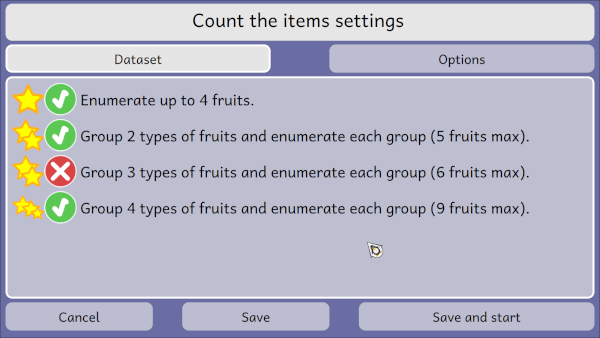 Count the items settings
Dataset
Options
Enumerate up to 4 fruits.
Group 2 types of fruits and enumerate each group (5 fruits max).
Group 3 types of fruits and enumerate each group (6 fruits max).
Group 4 types of fruits and enumerate each group (9 fruits max).
Cancel
Save
Save and start